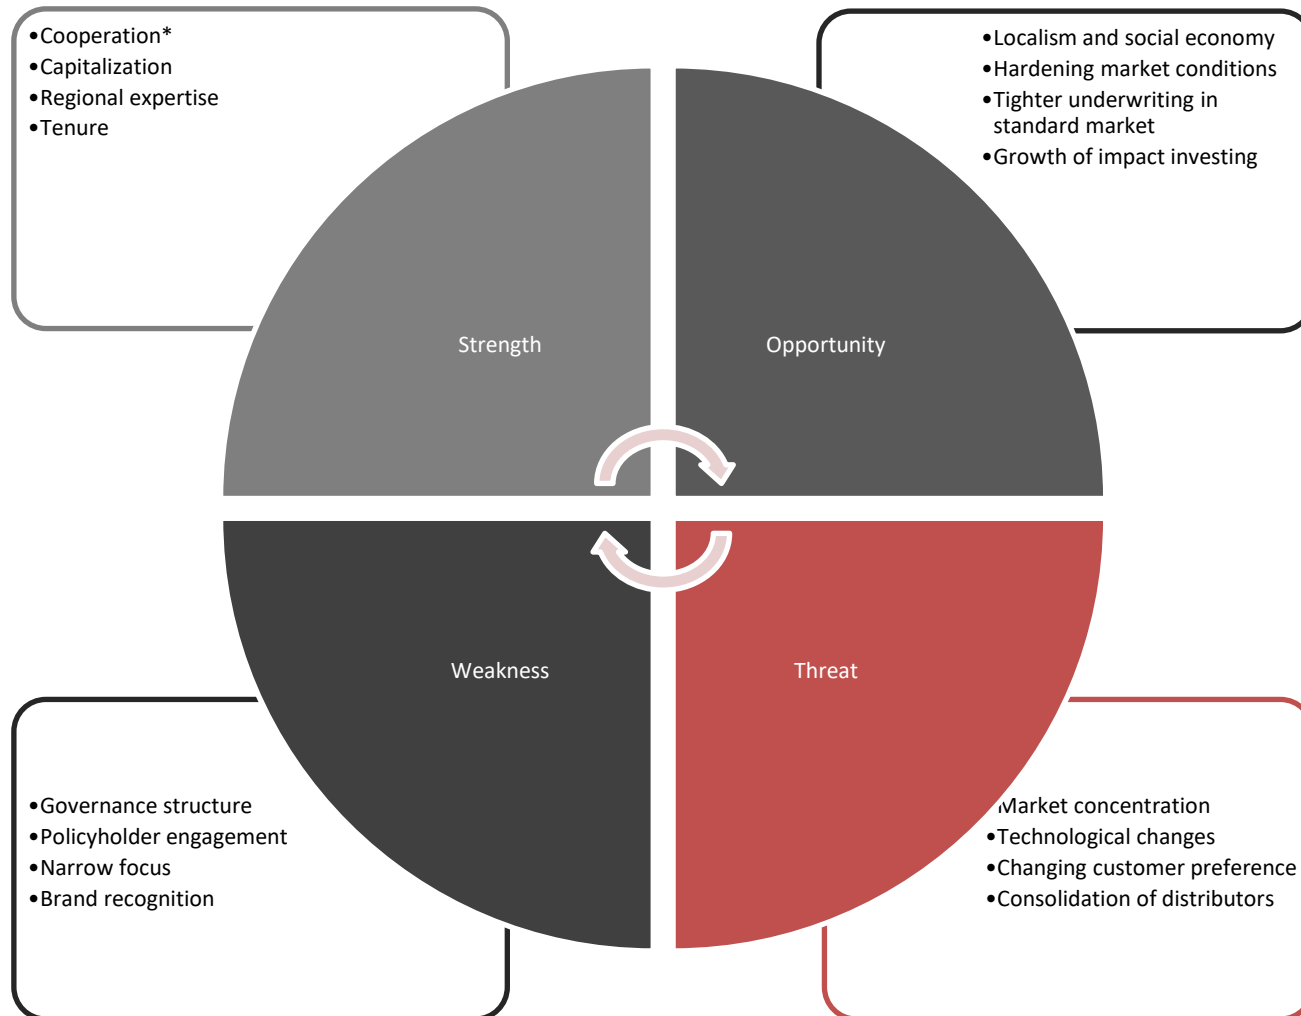 •Cooperation*
•Capitalization
•Regional expertise
•Tenure
•Localism and social economy
•Hardening market conditions
•Tighter underwriting in
standard market
•Growth of impact investing
Strength
Opportunity
Weakness
Threat
•Governance structure
•Policyholder engagement
•Narrow focus
•Brand recognition
Market concentration
•Technological changes
•Changing customer preference
•Consolidation of distributors